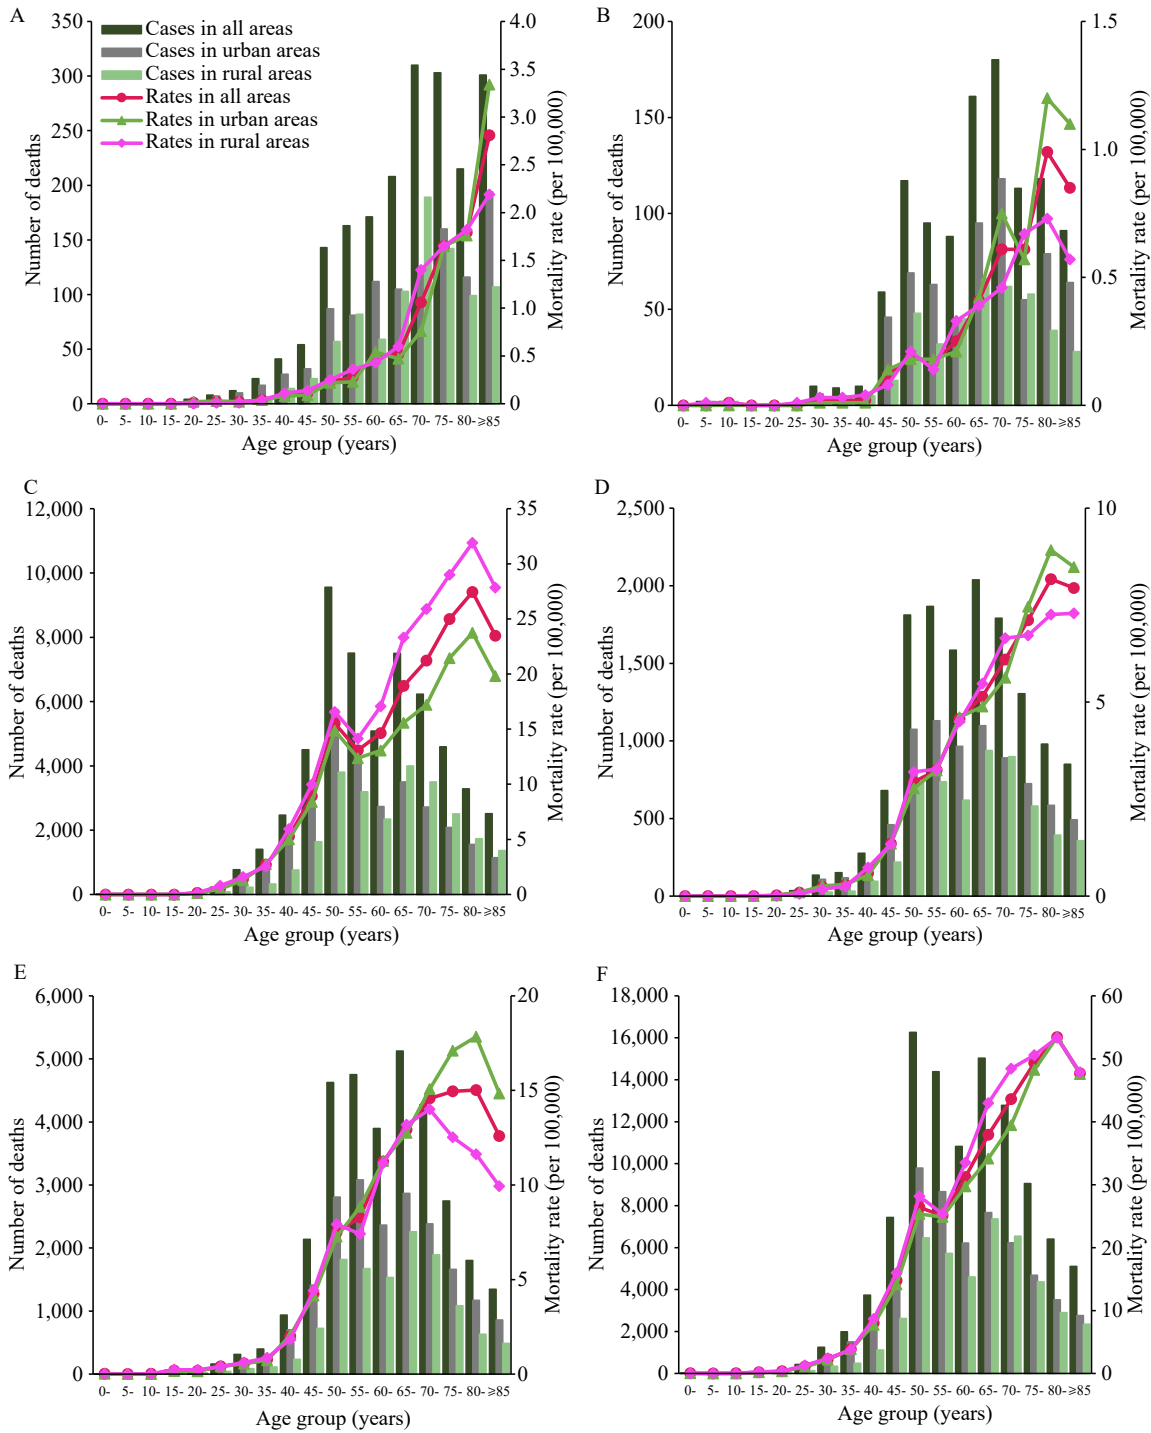 A
350
300
250
200
150
100
50
0
Number of deaths
Cases in all areas
Cases in urban areas
Cases in rural areas
Rates in all areas
Rates in urban areas
Rates in rural areas
4.0
3.5
3.0
2.5
2.0
1.5
1.0
0.5
0
Mortality rate (per 100,000)
0- 5- 10- 15- 20- 25- 30- 35- 40- 45- 50- 55- 60- 65- 70- 75- 80- ≥85
Age group (years)
B
200
150
100
50
0
Number of deaths
1.5
1.0
0.5
0
Mortality rate (per 100,000)
0- 5- 10- 15- 20- 25- 30- 35- 40- 45- 50- 55- 60- 65- 70- 75- 80- ≥85
Age group (years)
C
12,000
10,000
8,000
6,000
4,000
2,000
0
Number of deaths
35
30
25
20
15
10
5
0
Mortality rate (per 100,000)
0- 5- 10- 15- 20- 25- 30- 35- 40- 45- 50- 55- 60- 65- 70- 75- 80- ≥85
Age group (years)
D
2,500
2,000
1,500
1,000
500
0
Number of deaths
10
5
0
Mortality rate (per 100,000)
0- 5- 10- 15- 20- 25- 30- 35- 40- 45- 50- 55- 60- 65- 70- 75- 80- ≥85
Age group (years)
E
6,000
5,000
4,000
3,000
2,000
1,000
0
Number of deaths
20
15
10
5
0
Mortality rate (per 100,000)
0- 5- 10- 15- 20- 25- 30- 35- 40- 45- 50- 55- 60- 65- 70- 75- 80- ≥85
Age group (years)
F
18,000
16,000
14,000
12,000
10,000
8,000
6,000
4,000
2,000
0
Number of deaths
60
50
40
30
20
10
0
Mortality rate (per 100,000)
0- 5- 10- 15- 20- 25- 30- 35- 40- 45- 50- 55- 60- 65- 70- 75- 80- ≥85
Age group (years)